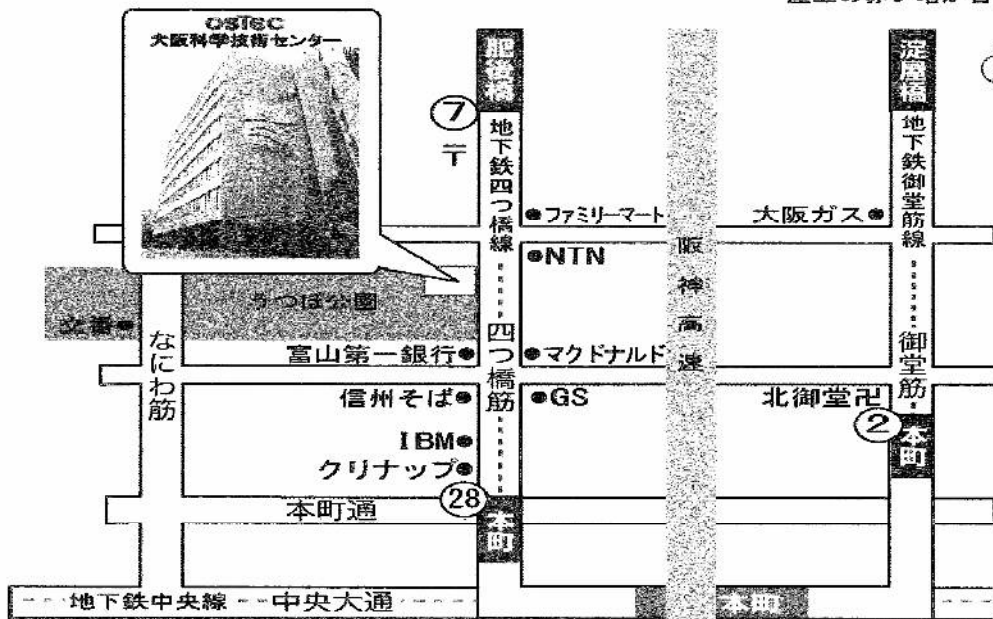 OSTEC
大阪科学技術センター
肥後橋
淀屋橋
7
〒
地下鉄四つ橋線
地下鉄御堂筋線
ファミリーマート
大阪ガス
NTN
阪神高速
うつぼ公園
交番
なにわ筋
四つ橋筋
御堂筋
富山第一銀行
マクドナルド
信州そば
GS
北御堂卍
2
本町
IBM
クリナップ
28
本町通
本町
地下鉄中央線
中央大通
本町